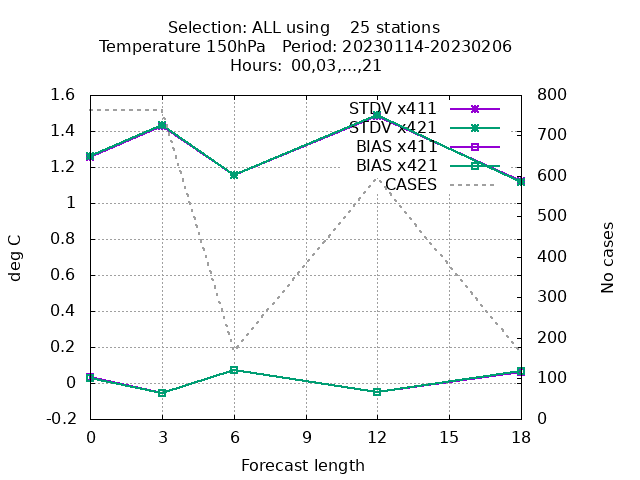 Selection: ALL using    25 stations
Temperature 150hPa   Period: 20230114-20230206
Hours:  00,03,...,21
1.6
1.4
1.2
1
0.8
0.6
0.4
0.2
0
-0.2
deg C
STDV x411
STDV x421
BIAS x411
BIAS x421
CASES
800
700
600
500
400
300
200
100
0
No cases
0 3 6 9 12 15 18
Forecast length